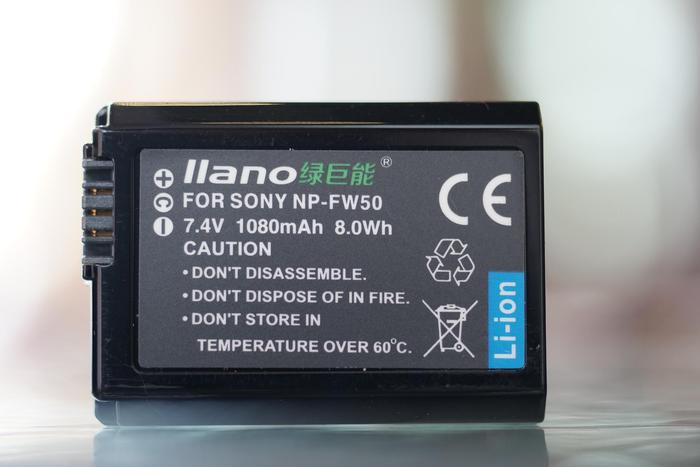 llano绿巨能®
FOR SONY NP-FW50
7.4V 1080mAh 8.0Wh
CAUTION
•DON'T DISASSEMBLE.
•DON'T DISPOSE OF IN FIRE.
•DON'T STORE IN
TEMPERATURE OVER 60°C.
CE
Li-ion